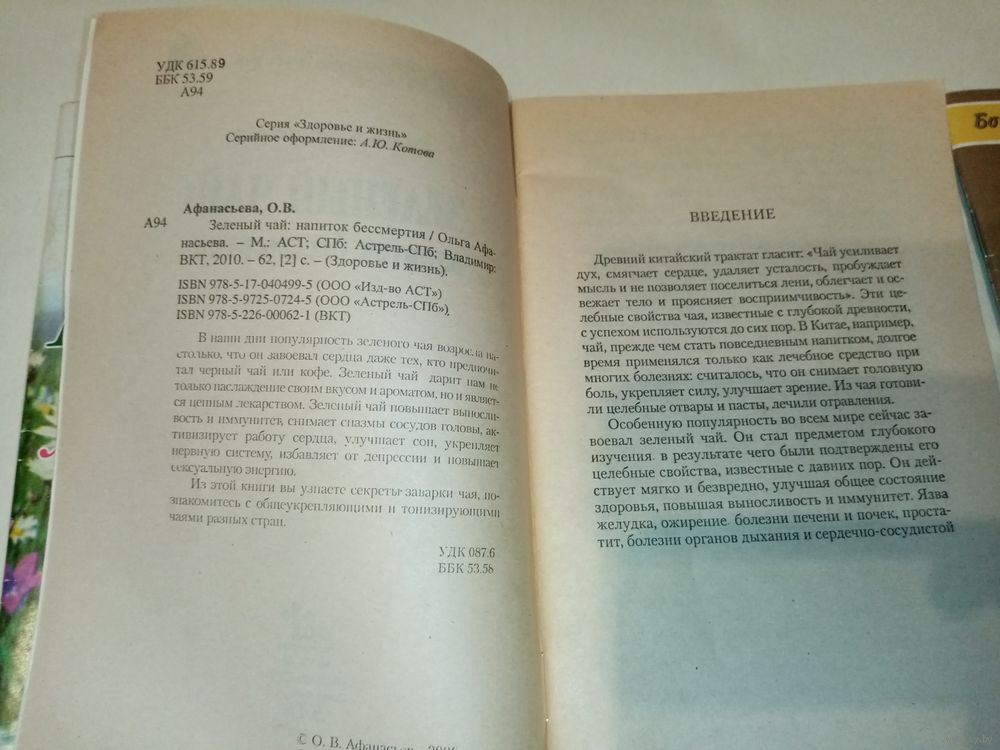 УДК 615.89
ББК 53.59
А94
Серия «Здоровье и жизнь»
Серийное оформление: А.Ю. Котова
Афанасьева, О.В.
А94
Зеленый чай: напиток бессмертия / Ольга Афа-
насьева. – М.: АСТ; СПб: Астрель-СПб; Владимир:
ВКТ, 2010. – 62, [2] с. – (Здоровье и жизнь).
ISBN 978-5-17-040499-5 (ООО «Изд-во АСТ»)
ISBN 978-5-9725-0724-5 (ООО «Астрель-СПб»)
ISBN 978-5-226-00062-1 (ВКТ)
В наши дни популярность зеленого чая возросла на-
столько, что он завоевал сердца даже тех, кто предпочи-
тал черный чай или кофе. Зеленый чай дарит нам не
только наслаждение своим вкусом и ароматом, но и являет-
ся ценным лекарством. Зеленый чай повышает выносли-
вость и иммунитет, снимает спазмы сосудов головы, ак-
тивизирует работу сердца, улучшает сон, укрепляет
нервную систему, избавляет от депрессии и повышает
сексуальную энергию.
Из этой книги вы узнаете секреты заварки чая, по-
знакомитесь с общеукрепляющими и тонизирующими
чаями разных стран.
УДК 087.6
ББК 53.58
© О. В. Афанасьева
ВВЕДЕНИЕ
Древний китайский трактат гласит: «Чай усиливает
дух, смягчает сердце, удаляет усталость, пробуждает
мысль и не позволяет поселиться лени, облегчает и ос-
вежает тело и проясняет восприимчивость». Эти це-
лебные свойства чая, известные с глубокой древности,
с успехом используются до сих пор. В Китае, например,
чай, прежде чем стать повседневным напитком, долгое
время применялся только как лечебное средство при
многих болезнях: считалось, что он снимает головную
боль, укрепляет силу, улучшает зрение. Из чая готови-
ли целебные отвары и пасты, лечили отравления.
Особенную популярность во всем мире сейчас за-
воевал зеленый чай. Он стал предметом глубокого
изучения. в результате чего были подтверждены его
целебные свойства, известные с давних пор. Он дей-
ствует мягко и безвредно, улучшая общее состояние
здоровья, повышая выносливость и иммунитет. Язва
желудка, ожирение. болезни печени и почек, проста-
тит, болезни органов дыхания и сердечно-сосудистой
Бо